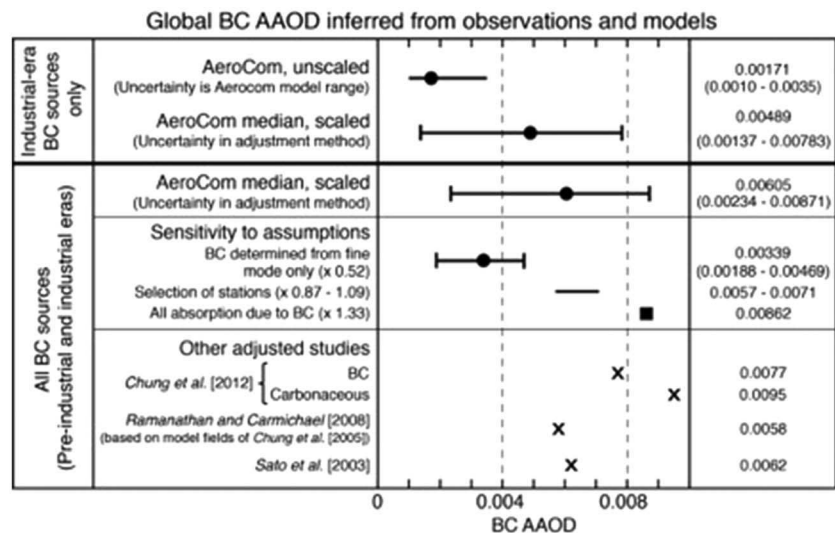 Global BC AAOD inferred from observations and models
Industrial-era
BC sources
only
AeroCom, unscaled
(Uncertainty is Aerocom model range)
0.00171
(0.0010 - 0.0035)
AeroCom median, scaled
(Uncertainty in adjustment method)
0.00489
(0.00137 - 0.00783)
All BC sources
(Pre-industrial and industrial eras)
AeroCom median, scaled
(Uncertainty in adjustment method)
0.00605
(0.00234 - 0.00871)
Sensitivity to assumptions
BC determined from fine
mode only (x 0.52)
0.00339
(0.00188 - 0.00469)
Selection of stations (x 0.87 - 1.09)
0.0057 - 0.0071
All absorption due to BC (x 1.33)
0.00862
Other adjusted studies
Chung et al. [2012]
BC
0.0077
Carbonaceous
0.0095
Ramanathan and Carmichael [2008]
(based on model fields of Chung et al. [2005])
0.0058
Sato et al. [2003]
0.0062
0 0.004 0.008
BC AAOD